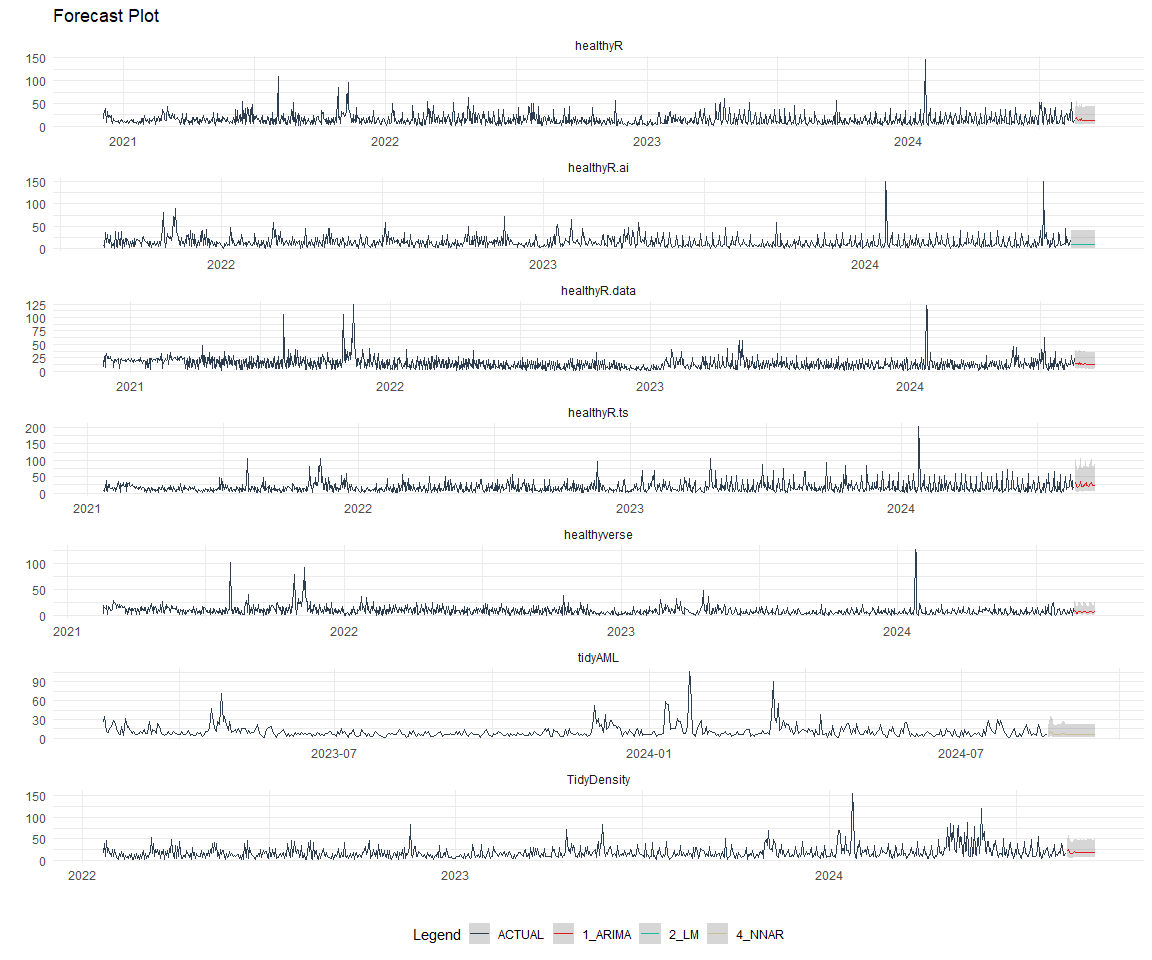 Forecast Plot
healthyR
150
100
50
0
2021 2022 2023 2024
healthyR.ai
150
100
50
0
2022 2023 2024
healthyR.data
125
100
75
50
25
0
2021 2022 2023 2024
healthyR.ts
200
150
100
50
0
2021 2022 2023 2024
healthyverse
100
50
0
2021 2022 2023 2024
tidyAML
90
60
30
0
2023-07 2024-01 2024-07
TidyDensity
150
100
50
0
2022 2023 2024
Legend ACTUAL 1_ARIMA 2_LM 4_NNAR